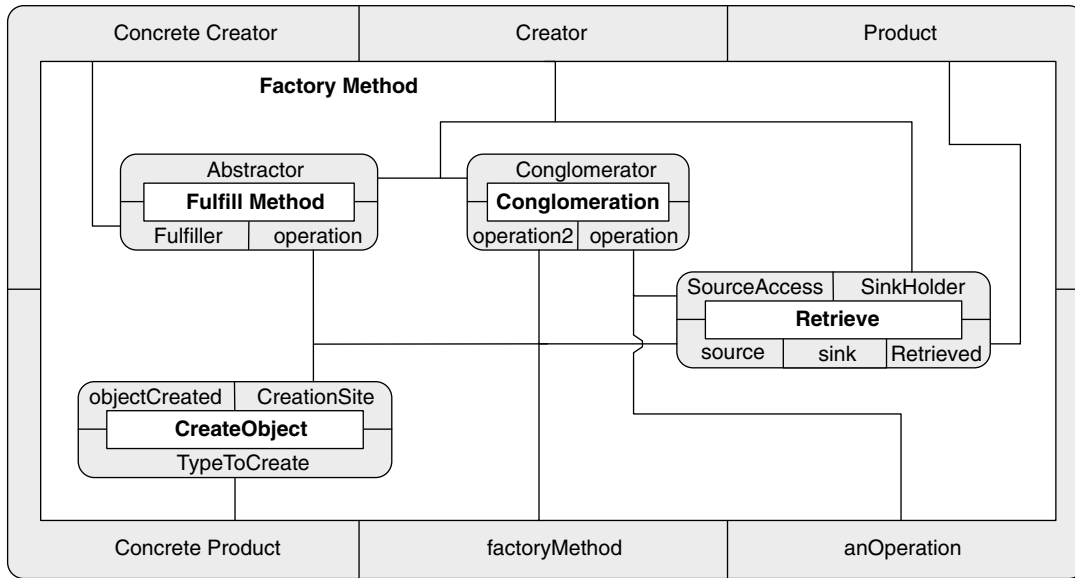 Concrete Creator Creator Product
Factory Method
Abstractor Conglomerator
Fulfill Method Conglomeration
Fulfiller operation operation2 operation
SourceAccess SinkHolder
Retrieve
source sink Retrieved
objectCreated CreationSite
CreateObject
TypeToCreate
Concrete Product factoryMethod anOperation